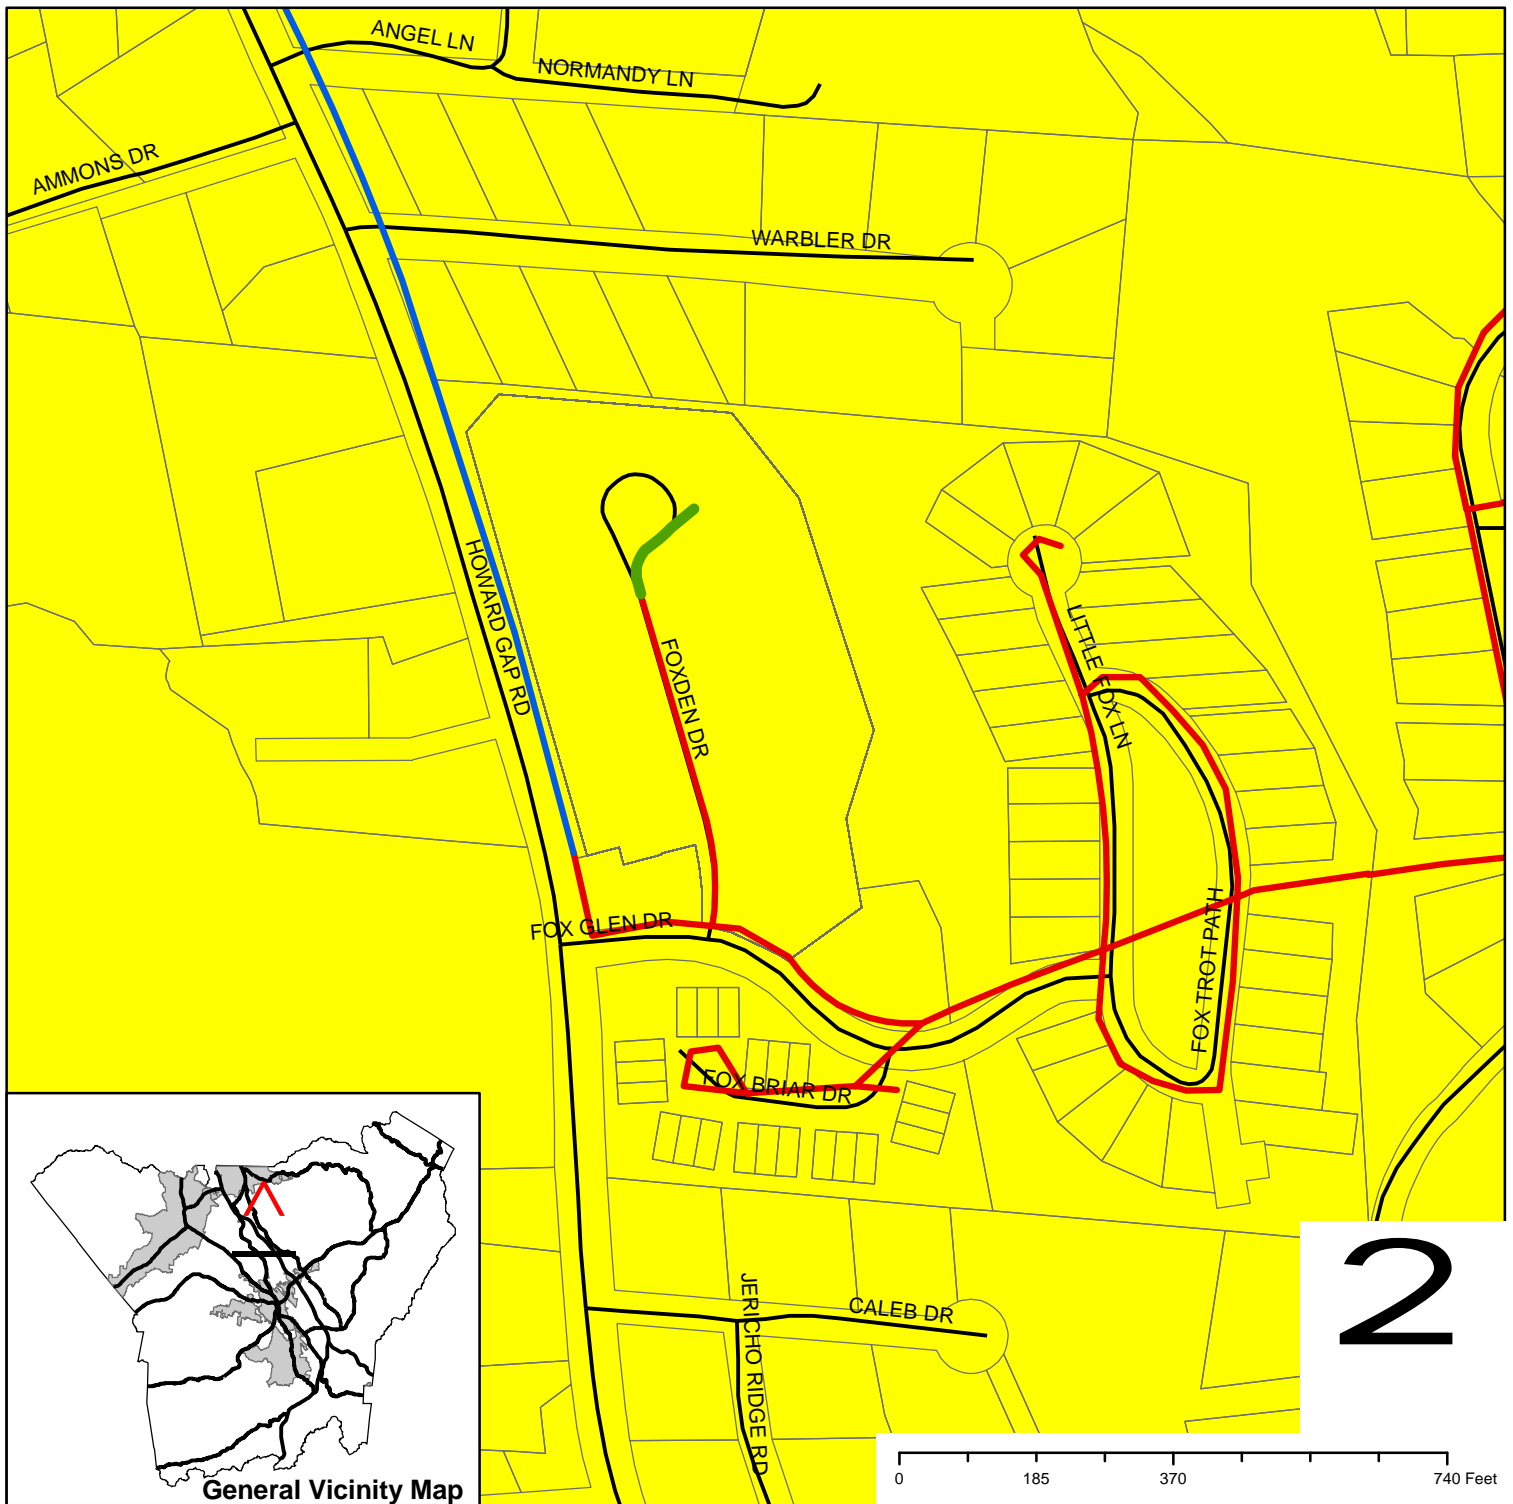 ANGEL LN
NORMANDY LN
AMMONS DR
WARBLER DR
HOWARD GAP RD
FOXDEN DR
LITTLE FOX LN
FOX GLEN DR
FOX TROT PATH
FOX BRIAR DR
JERICHO RIDGE RD
CALEB DR
2
0 185 370 740 Feet
General Vicinity Map